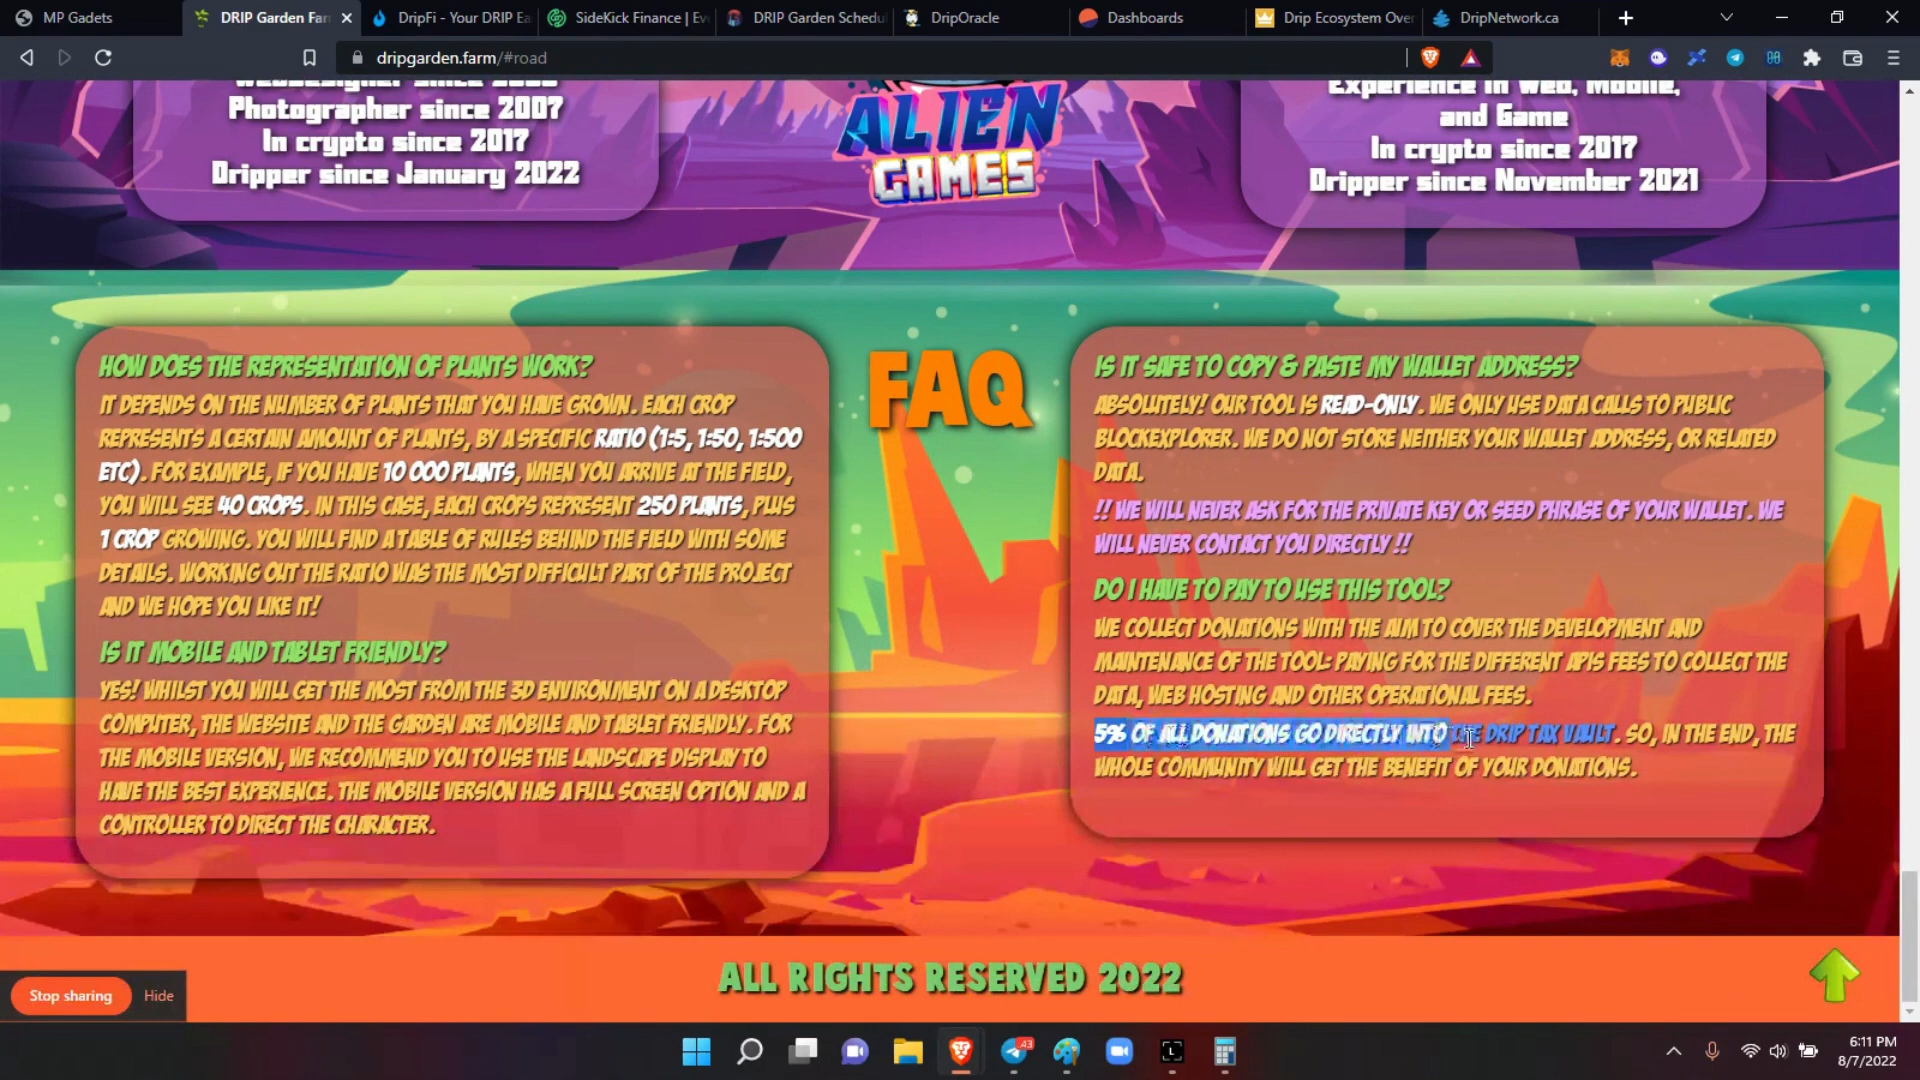 MP Gadets
DRIP Garden Far
DripFi - Your DRIP Ea
SideKick Finance | Ev
DRIP Garden Schedu
DripOracle
Dashboards
Drip Ecosystem Over
DripNetwork.ca
dripgarden.farm/#road
Photographer since 2007
In crypto since 2017
Dripper since January 2022
ALIEN
GAMES
Experience in Web, Mobile,
and Game
In crypto since 2017
Dripper since November 2021
HOW DOES THE REPRESENTATION OF PLANTS WORK?
IT DEPENDS ON THE NUMBER OF PLANTS THAT YOU HAVE GROWN. EACH CROP
REPRESENTS A CERTAIN AMOUNT OF PLANTS, BY A SPECIFIC RATIO (1:5, 1:50, 1:500
ETC). FOR EXAMPLE, IF YOU HAVE 10 000 PLANTS, WHEN YOU ARRIVE AT THE FIELD,
YOU WILL SEE 40 CROPS. IN THIS CASE, EACH CROPS REPRESENT 250 PLANTS, PLUS
1 CROP GROWING. YOU WILL FIND A TABLE OF RULES BEHIND THE FIELD WITH SOME
DETAILS. WORKING OUT THE RATIO WAS THE MOST DIFFICULT PART OF THE PROJECT
AND WE HOPE YOU LIKE IT!
IS IT MOBILE AND TABLET FRIENDLY?
YES! WHILST YOU WILL GET THE MOST FROM THE 3D ENVIRONMENT ON A DESKTOP
COMPUTER, THE WEBSITE AND THE GARDEN ARE MOBILE AND TABLET FRIENDLY. FOR
THE MOBILE VERSION, WE RECOMMEND YOU TO USE THE LANDSCAPE DISPLAY TO
HAVE THE BEST EXPERIENCE. THE MOBILE VERSION HAS A FULL SCREEN OPTION AND A
CONTROLLER TO DIRECT THE CHARACTER.
FAQ
IS IT SAFE TO COPY & PASTE MY WALLET ADDRESS?
ABSOLUTELY! OUR TOOL IS READ-ONLY. WE ONLY USE DATA CALLS TO PUBLIC
BLOCKEXPLORER. WE DO NOT STORE NEITHER YOUR WALLET ADDRESS, OR RELATED
DATA.
!! WE WILL NEVER ASK FOR THE PRIVATE KEY OR SEED PHRASE OF YOUR WALLET. WE
WILL NEVER CONTACT YOU DIRECTLY !!
DO I HAVE TO PAY TO USE THIS TOOL?
WE COLLECT DONATIONS WITH THE AIM TO COVER THE DEVELOPMENT AND
MAINTENANCE OF THE TOOL: PAYING FOR THE DIFFERENT APIS FEES TO COLLECT THE
DATA, WEB HOSTING AND OTHER OPERATIONAL FEES.
5% OF ALL DONATIONS GO DIRECTLY INTO THE DRIP TAX VAULT. SO, IN THE END, THE
WHOLE COMMUNITY WILL GET THE BENEFIT OF YOUR DONATIONS.
ALL RIGHTS RESERVED 2022
Stop sharing
Hide
43
L
6:11 PM
8/7/2022